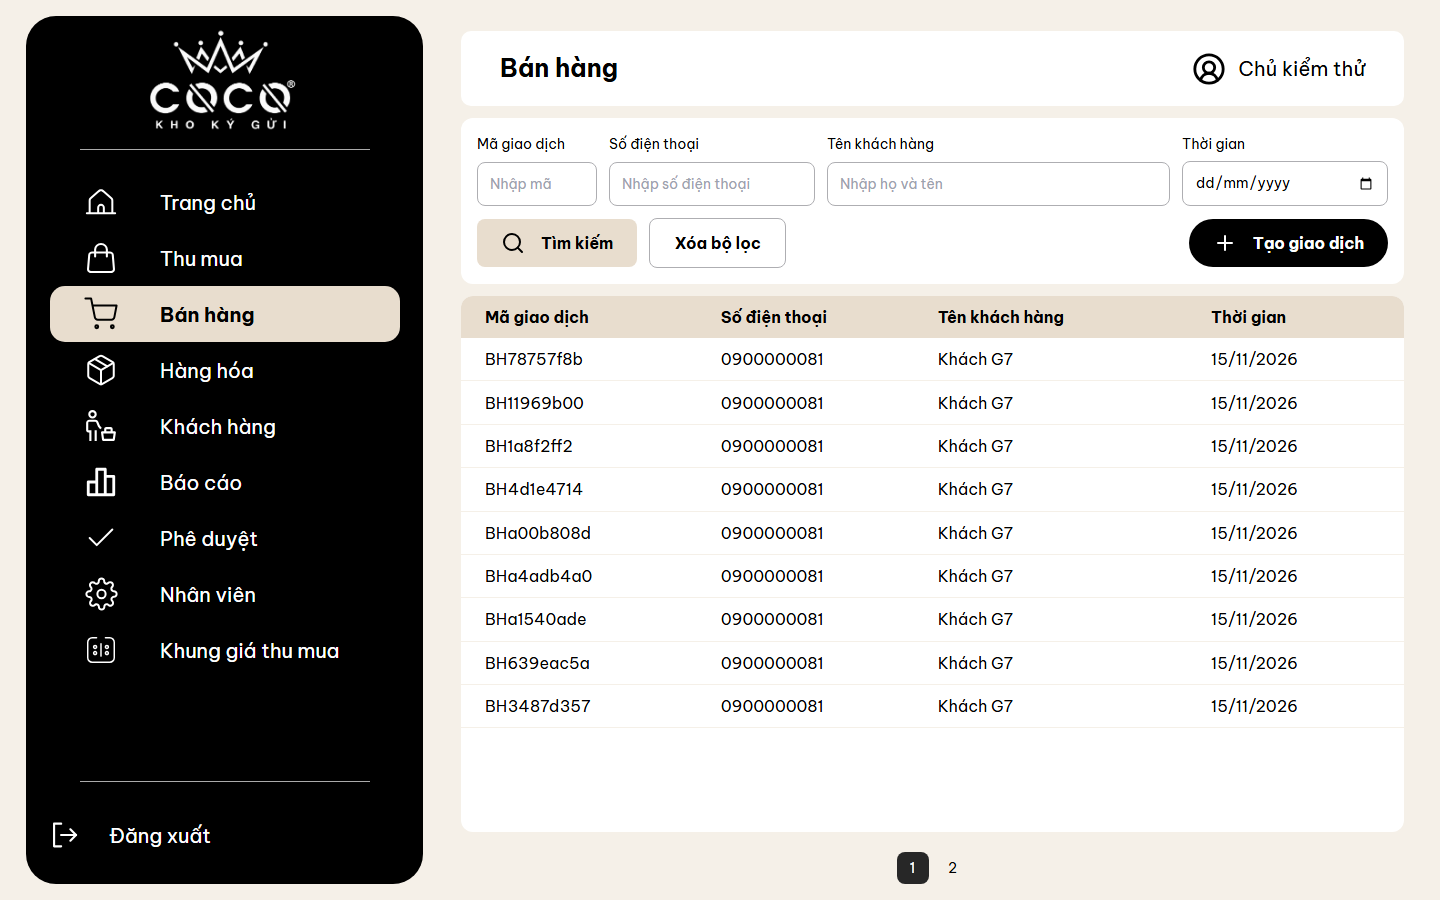 COCO®
KHO KÝ GỬI
Trang chủ
Thu mua
Bán hàng
Hàng hóa
Khách hàng
Báo cáo
Phê duyệt
Nhân viên
Khung giá thu mua
Đăng xuất
Bán hàng
Chủ kiểm thử
Mã giao dịch Số điện thoại Tên khách hàng Thời gian
Nhập mã Nhập số điện thoại Nhập họ và tên dd/mm/yyyy
Tìm kiếm Xóa bộ lọc Tạo giao dịch
Mã giao dịch Số điện thoại Tên khách hàng Thời gian
BH78757f8b 0900000081 Khách G7 15/11/2026
BH11969b00 0900000081 Khách G7 15/11/2026
BH1a8f2ff2 0900000081 Khách G7 15/11/2026
BH4d1e4714 0900000081 Khách G7 15/11/2026
BHa00b808d 0900000081 Khách G7 15/11/2026
BHa4adb4a0 0900000081 Khách G7 15/11/2026
BHa1540ade 0900000081 Khách G7 15/11/2026
BH639eac5a 0900000081 Khách G7 15/11/2026
BH3487d357 0900000081 Khách G7 15/11/2026
1 2